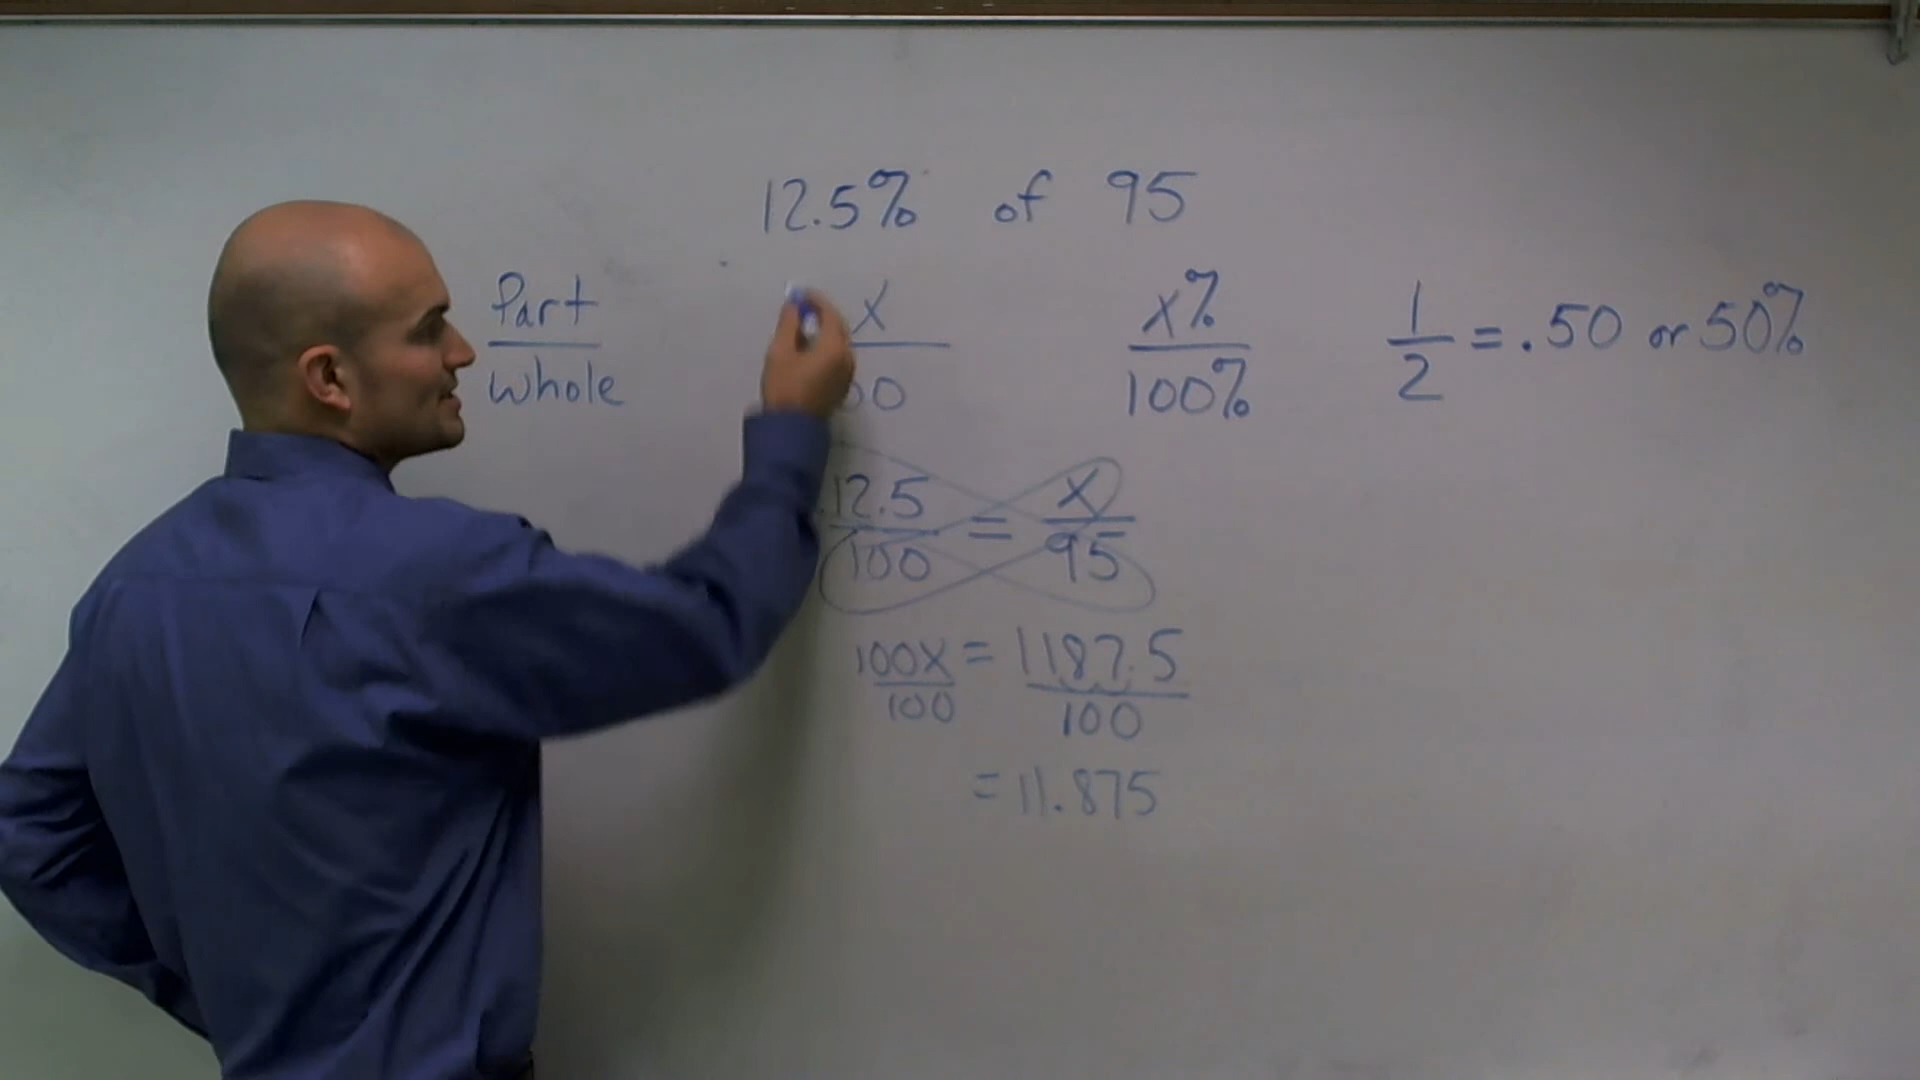 12.5% of 95
Part/Whole x/00 x%/100% 1/2 = .50 or 50%
12.5/100 = x/95
100x/100 = 1187.5/100
= 11.875